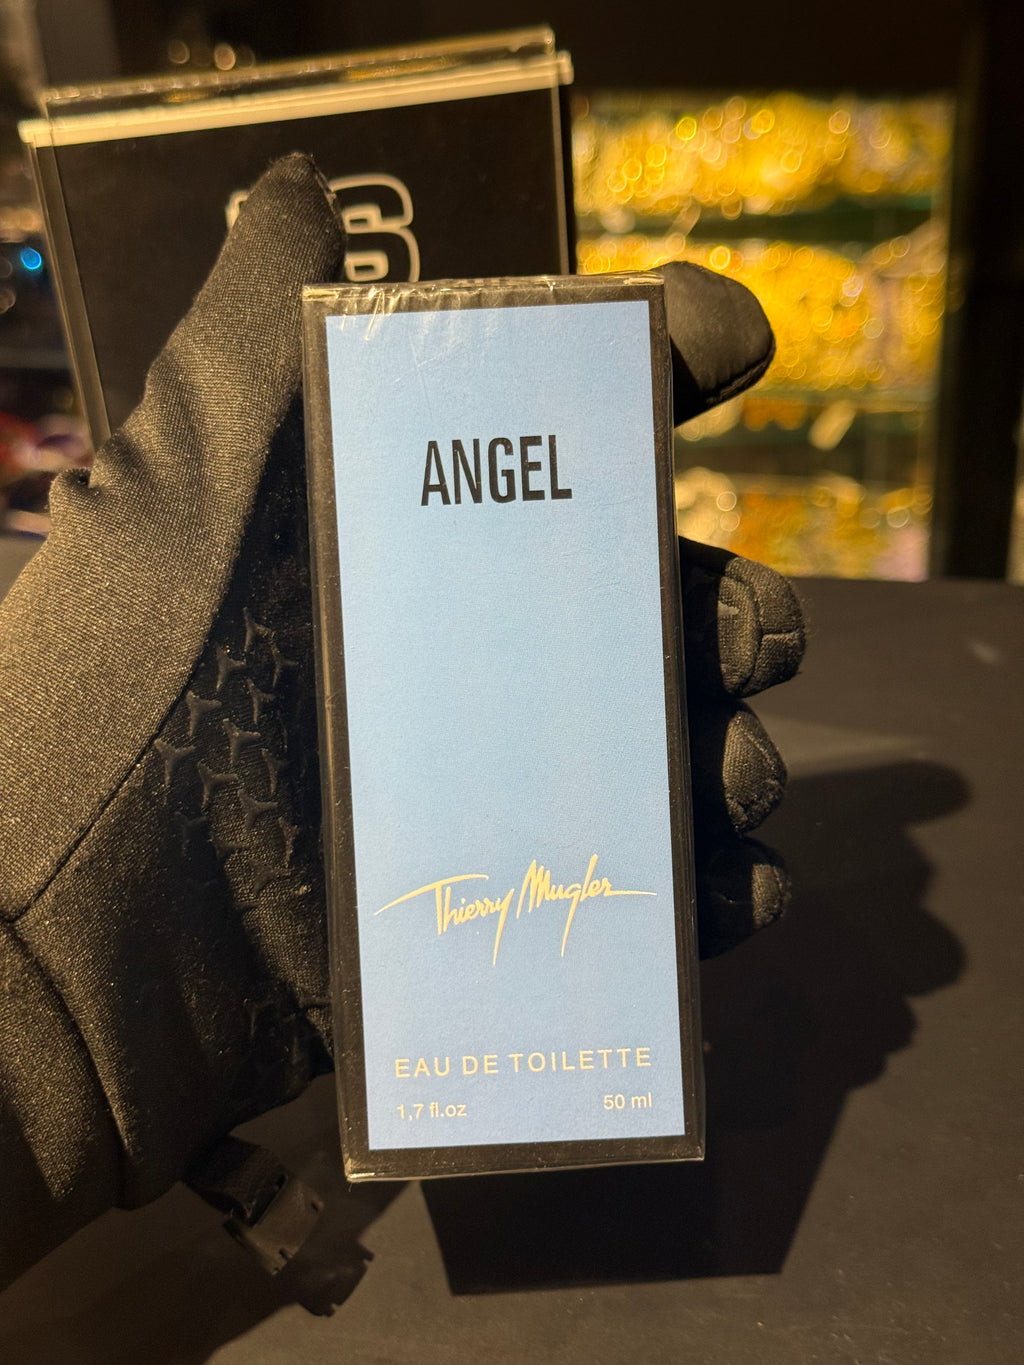 ANGEL
Thierry Mugler
EAU DE TOILETTE
1,7 fl.oz 50 ml